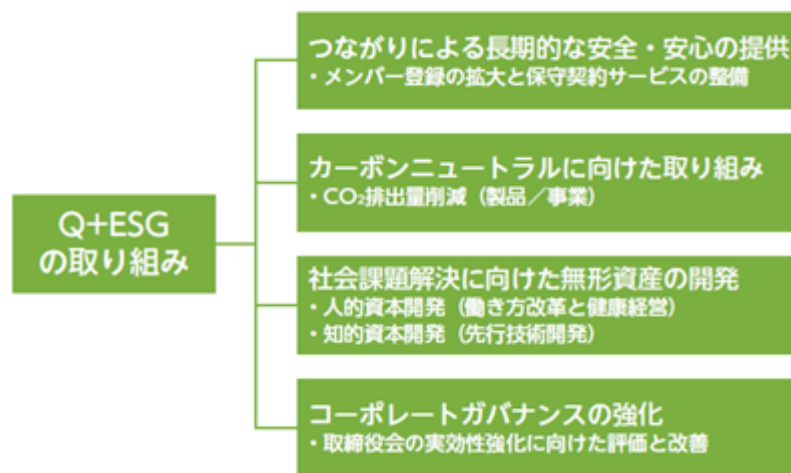 つながりによる長期的な安全・安心の提供
・メンバー登録の拡大と保守契約サービスの整備
カーボンニュートラルに向けた取り組み
・CO₂排出量削減（製品／事業）
Q+ESG
の取り組み
社会課題解決に向けた無形資産の開発
・人的資本開発（働き方改革と健康経営）
・知的資本開発（先行技術開発）
コーポレートガバナンスの強化
・取締役会の実効性強化に向けた評価と改善